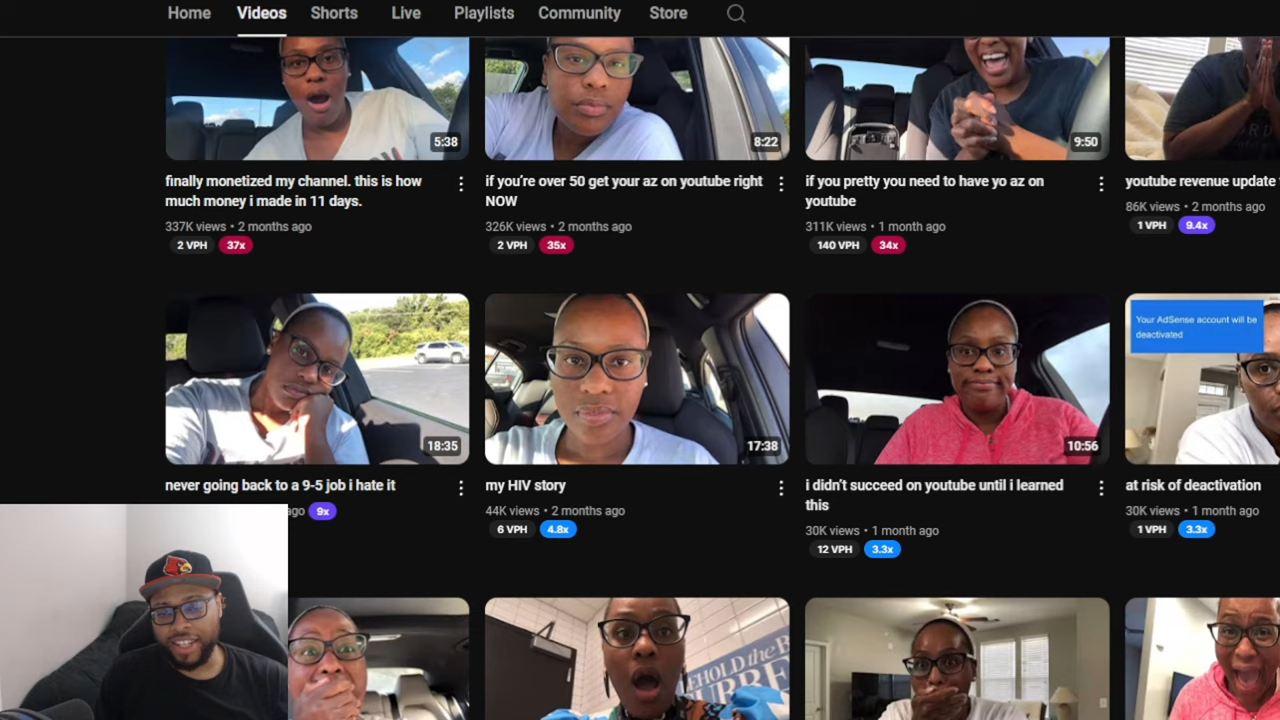 Home Videos Shorts Live Playlists Community Store
5:38
8:22
9:50
finally monetized my channel. this is how
much money i made in 11 days.
337K views • 2 months ago
2 VPH 37x
if you’re over 50 get your az on youtube right
NOW
326K views • 2 months ago
2 VPH 35x
if you pretty you need to have yo az on
youtube
311K views • 1 month ago
140 VPH 34x
youtube revenue update
86K views • 2 months ago
1 VPH 9.4x
18:35
17:38
10:56
Your AdSense account will be
deactivated
never going back to a 9-5 job i hate it
ago 9x
my HIV story
44K views • 2 months ago
6 VPH 4.8x
i didn’t succeed on youtube until i learned
this
30K views • 1 month ago
12 VPH 3.3x
at risk of deactivation
30K views • 1 month ago
1 VPH 3.3x